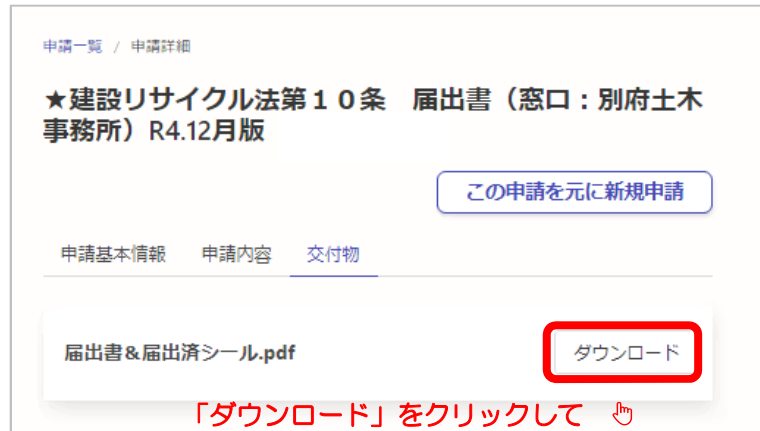 申請一覧 / 申請詳細
★建設リサイクル法第１０条　届出書（窓口：別府土木
事務所）R4.12月版
この申請を元に新規申請
申請基本情報 申請内容 交付物
届出書&届出済シール.pdf ダウンロード
「ダウンロード」をクリックして